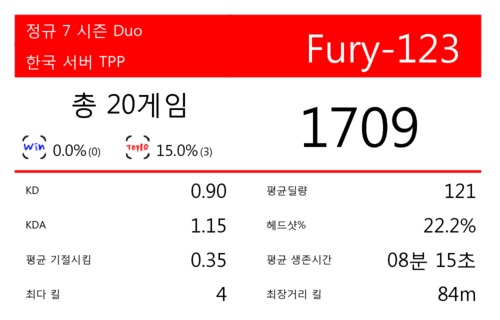 정규 7 시즌 Duo
한국 서버 TPP
Fury-123
총 20게임
Win 0.0% (0)
TOP10 15.0% (3)
1709
KD 0.90
평균딜량 121
KDA 1.15
헤드샷% 22.2%
평균 기절시킴 0.35
평균 생존시간 08분 15초
최다 킬 4
최장거리 킬 84m